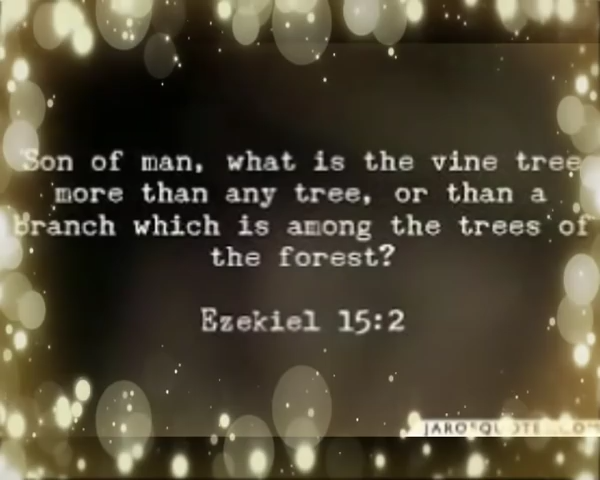 Son of man, what is the vine tree
more than any tree, or than a
branch which is among the trees of
the forest?
Ezekiel 15:2